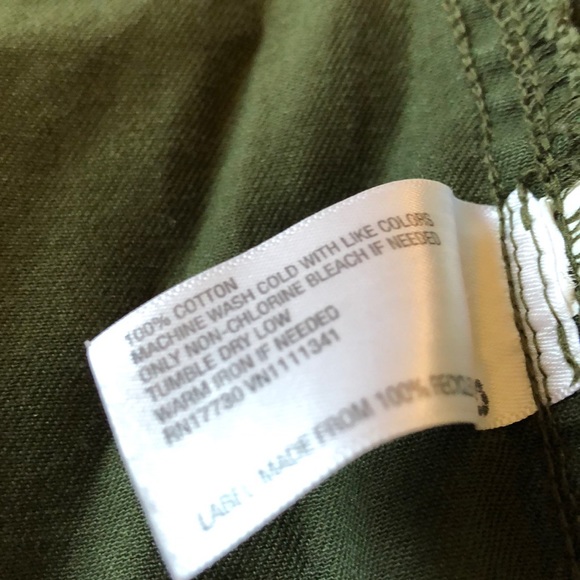 100% COTTON
MACHINE WASH COLD WITH LIKE COLORS
ONLY NON-CHLORINE BLEACH IF NEEDED
TUMBLE DRY LOW
WARM IRON IF NEEDED
RN17730 VN1111341
LABEL MADE FROM 100%